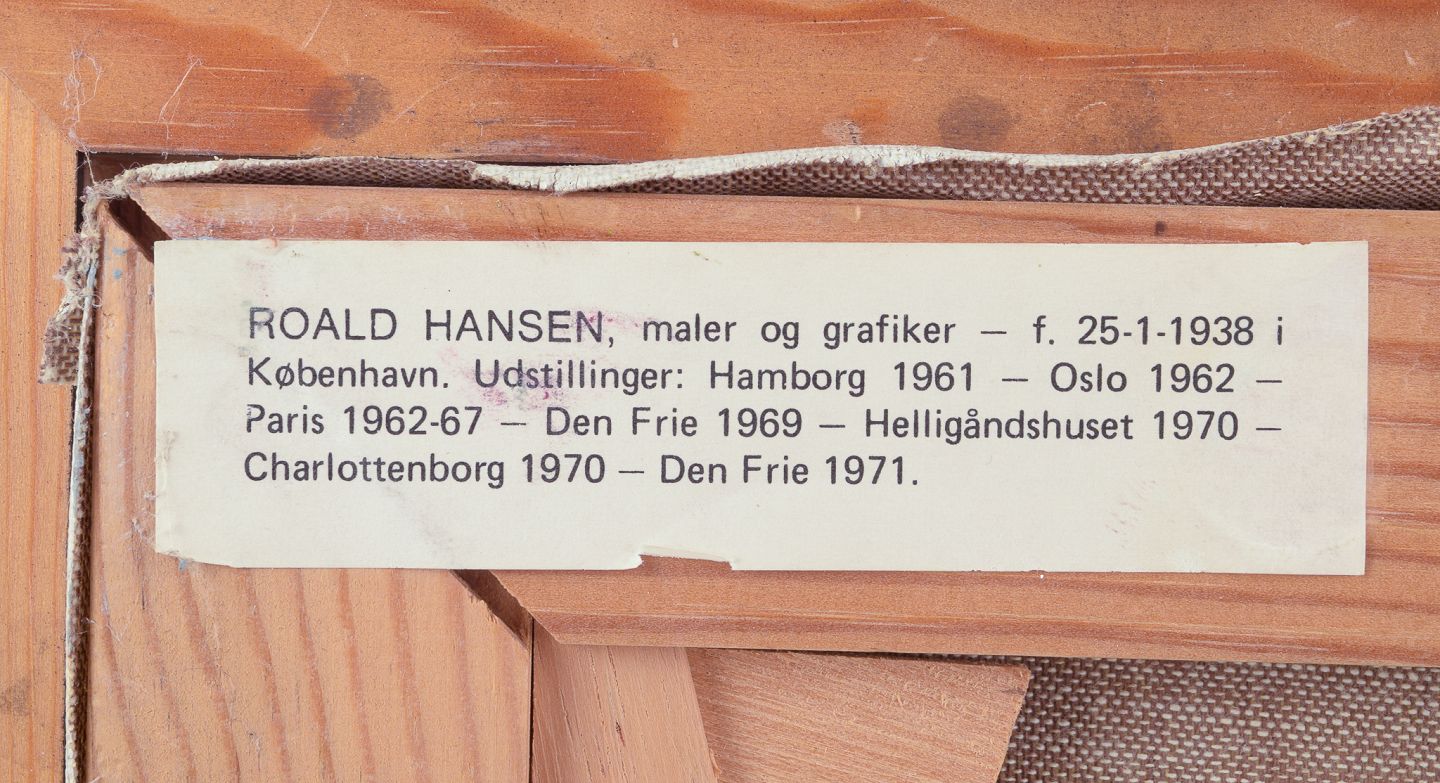 ROALD HANSEN, maler og grafiker – f. 25-1-1938 i
København. Udstillinger: Hamborg 1961 – Oslo 1962 –
Paris 1962-67 – Den Frie 1969 – Helligåndshuset 1970 –
Charlottenborg 1970 – Den Frie 1971.